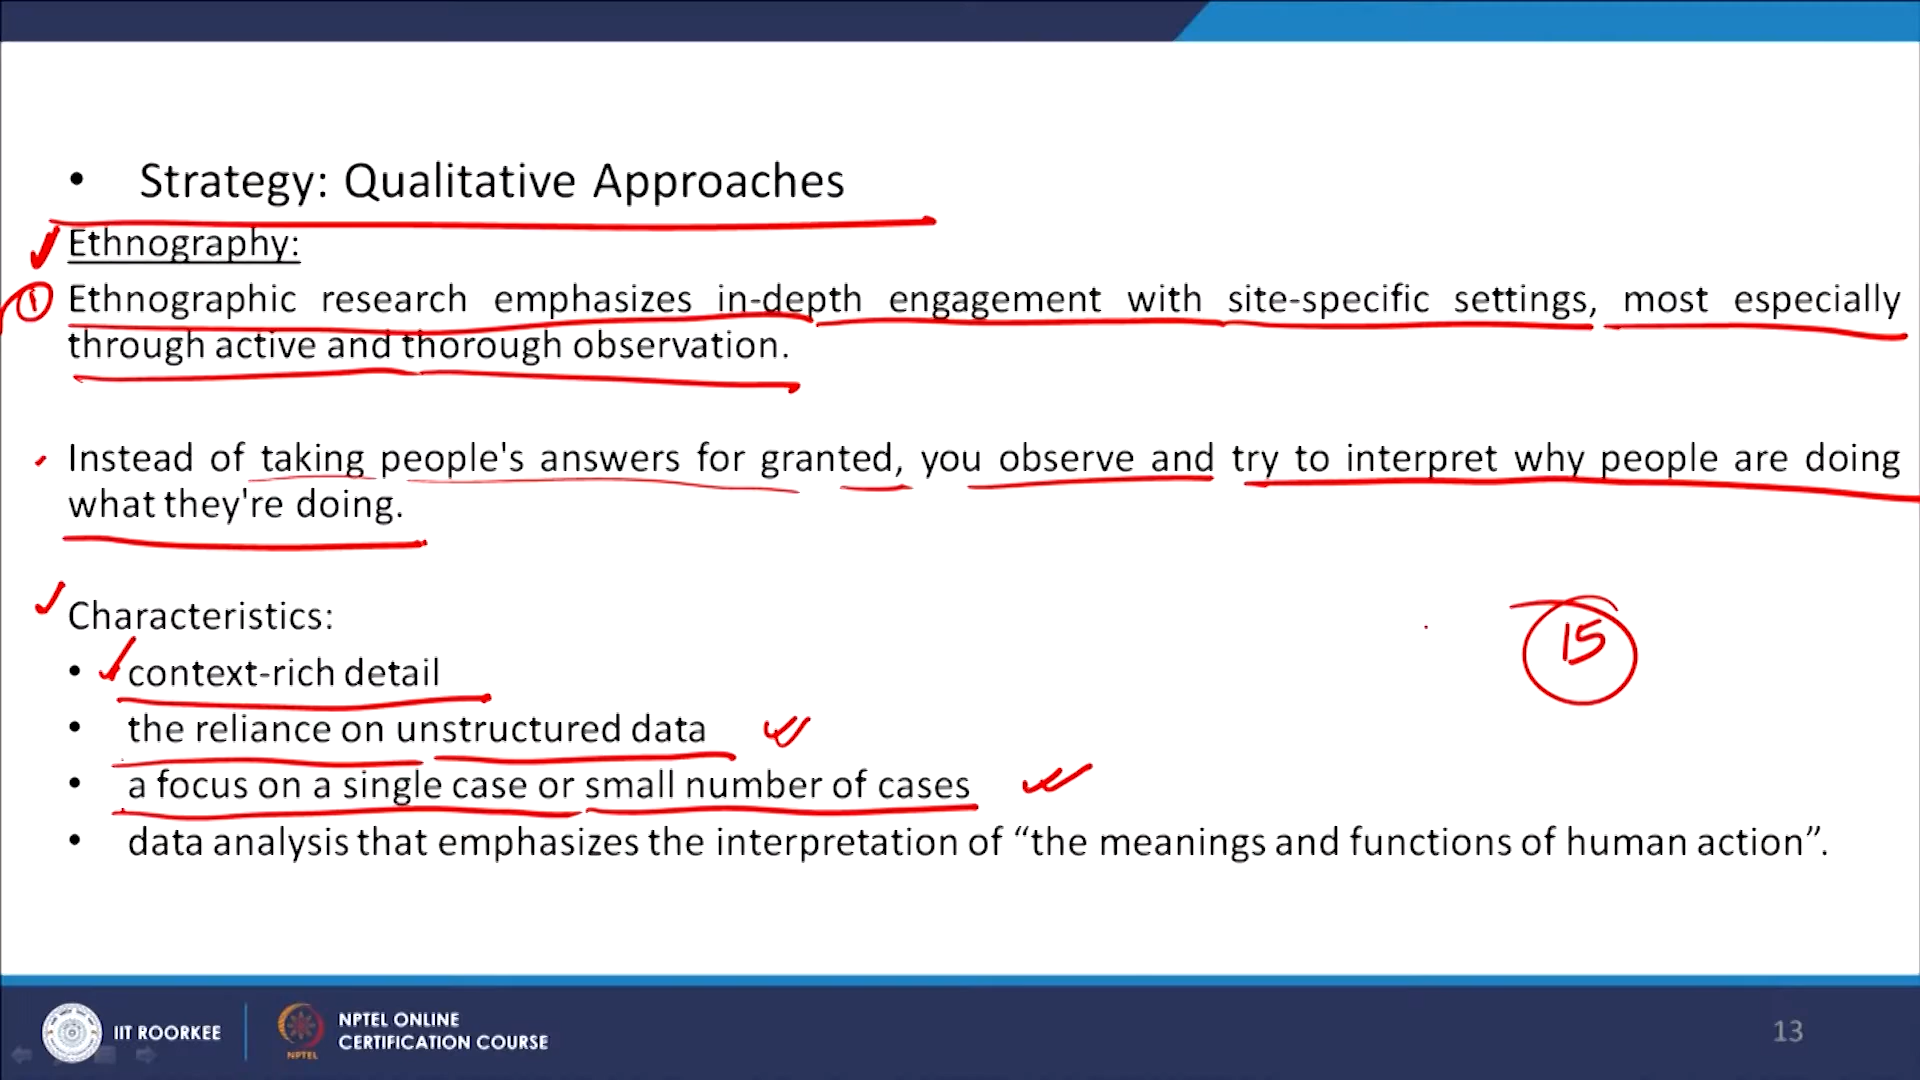 • Strategy: Qualitative Approaches
Ethnography:
① Ethnographic research emphasizes in-depth engagement with site-specific settings, most especially
through active and thorough observation.
Instead of taking people's answers for granted, you observe and try to interpret why people are doing
what they're doing.
Characteristics:
15
• context-rich detail
• the reliance on unstructured data
• a focus on a single case or small number of cases
• data analysis that emphasizes the interpretation of “the meanings and functions of human action”.
IIT ROORKEE
NPTEL
NPTEL ONLINE
CERTIFICATION COURSE
13